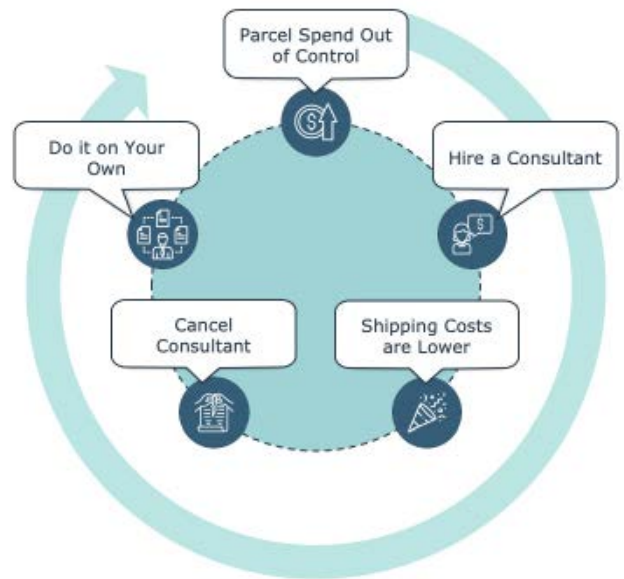 Parcel Spend Out
of Control
Hire a Consultant
Shipping Costs
are Lower
Cancel
Consultant
Do it on Your
Own